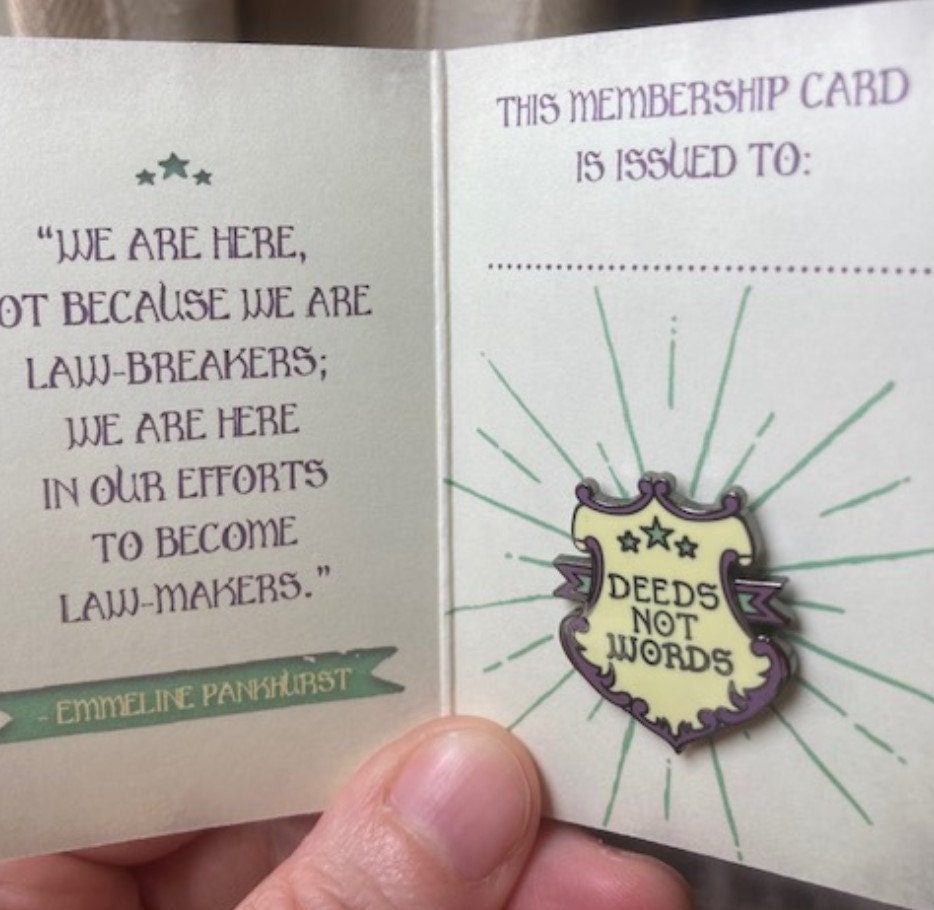 “WE ARE HERE,
OT BECAUSE WE ARE
LAW-BREAKERS;
WE ARE HERE
IN OUR EFFORTS
TO BECOME
LAW-MAKERS.”
- EMMELINE PANKHURST
THIS MEMBERSHIP CARD
IS ISSUED TO:
DEEDS
NOT
WORDS